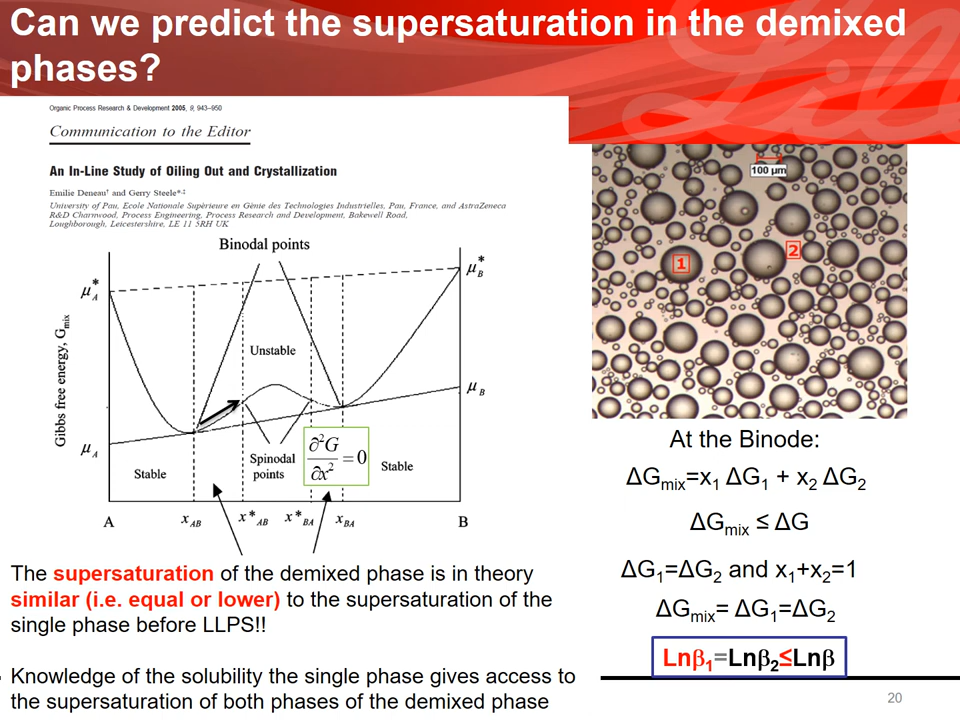 Can we predict the supersaturation in the demixed
phases?
Organic Process Research & Development 2005, 9, 943–950
Communication to the Editor
An In-Line Study of Oiling Out and Crystallization
Emilie Deneau† and Gerry Steele*,‡
University of Pau, Ecole Nationale Supérieure en Génie des Technologies Industrielles, Pau, France, and AstraZeneca
R&D Charnwood, Process Engineering, Process Research and Development, Bakewell Road,
Loughborough, Leicestershire, LE 11 5RH UK
Binodal points
μ*A
μ*B
Gibbs free energy, Gmix
Unstable
μB
μA
Stable
Spinodal
points
∂²G/∂x² = 0
Stable
A
xAB
x*AB
x*BA
xBA
B
100 µm
1
2
At the Binode:
ΔGmix=x1 ΔG1 + x2 ΔG2
ΔGmix ≤ ΔG
ΔG1=ΔG2 and x1+x2=1
ΔGmix= ΔG1=ΔG2
Lnβ1=Lnβ2≤Lnβ
The supersaturation of the demixed phase is in theory
similar (i.e. equal or lower) to the supersaturation of the
single phase before LLPS!!
Knowledge of the solubility the single phase gives access to
the supersaturation of both phases of the demixed phase
20
Lilly